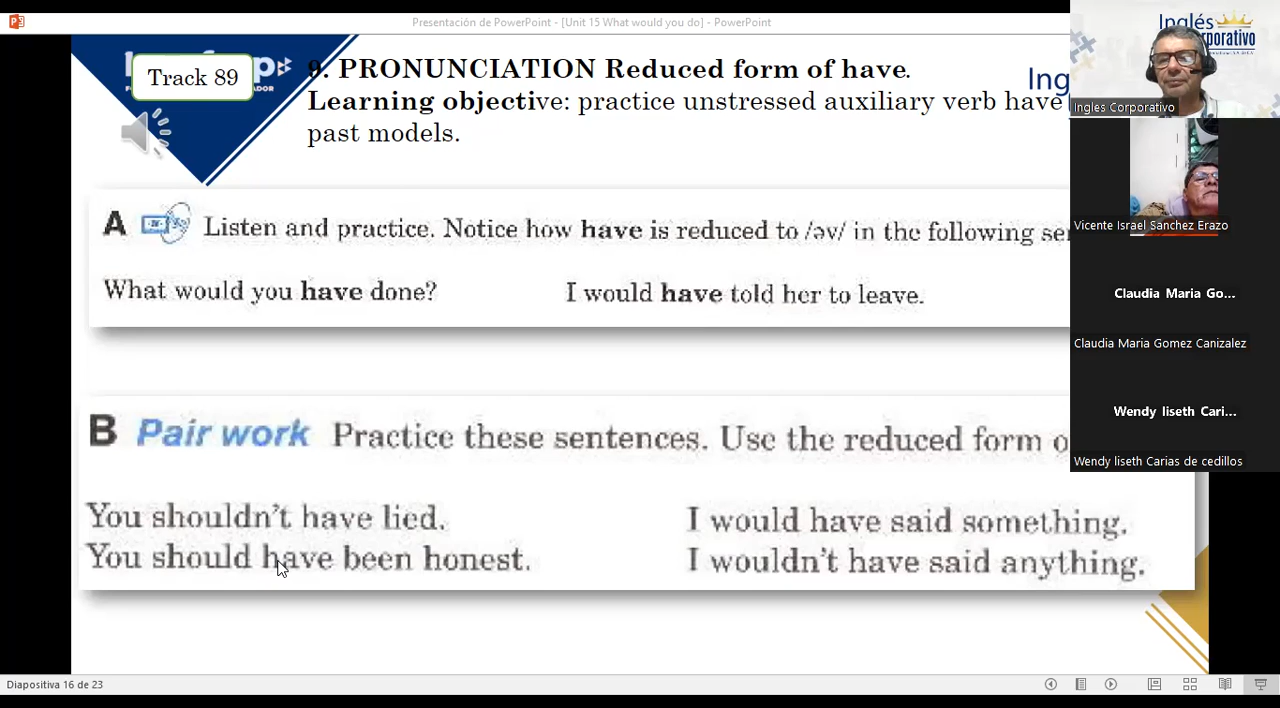 Presentación de PowerPoint - [Unit 15 What would you do] - PowerPoint
Inglés
Track 89
9. PRONUNCIATION Reduced form of have.
Learning objective: practice unstressed auxiliary verb have
past models.
Ing
Ingles Corporativo
A Listen and practice. Notice how have is reduced to /əv/ in the following
What would you have done? I would have told her to leave.
Vicente Israel Sanchez Erazo
Claudia Maria Go...
Claudia Maria Gomez Canizalez
Wendy liseth Cari...
Wendy liseth Carias de cedillos
B Pair work Practice these sentences. Use the reduced form
You shouldn't have lied. I would have said something.
You should have been honest. I wouldn't have said anything.
Diapositiva 16 de 23